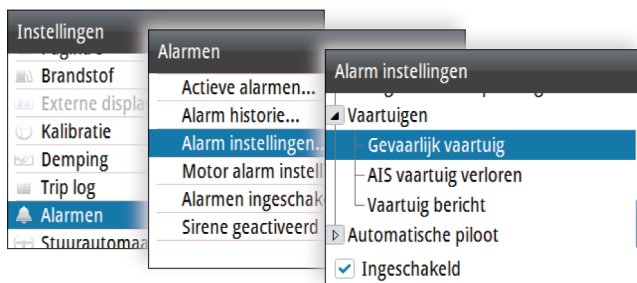 Instellingen
Brandstof
Externe displa
Kalibratie
Demping
Trip log
Alarmen
Stuurautomaa
Alarmen
Actieve alarmen...
Alarm historie...
Alarm instellingen..
Motor alarm instell
Alarmen ingeschak
Sirene geactiveerd
Alarm instellingen
Vaartuigen
Gevaarlijk vaartuig
AIS vaartuig verloren
Vaartuig bericht
Automatische piloot
Ingeschakeld